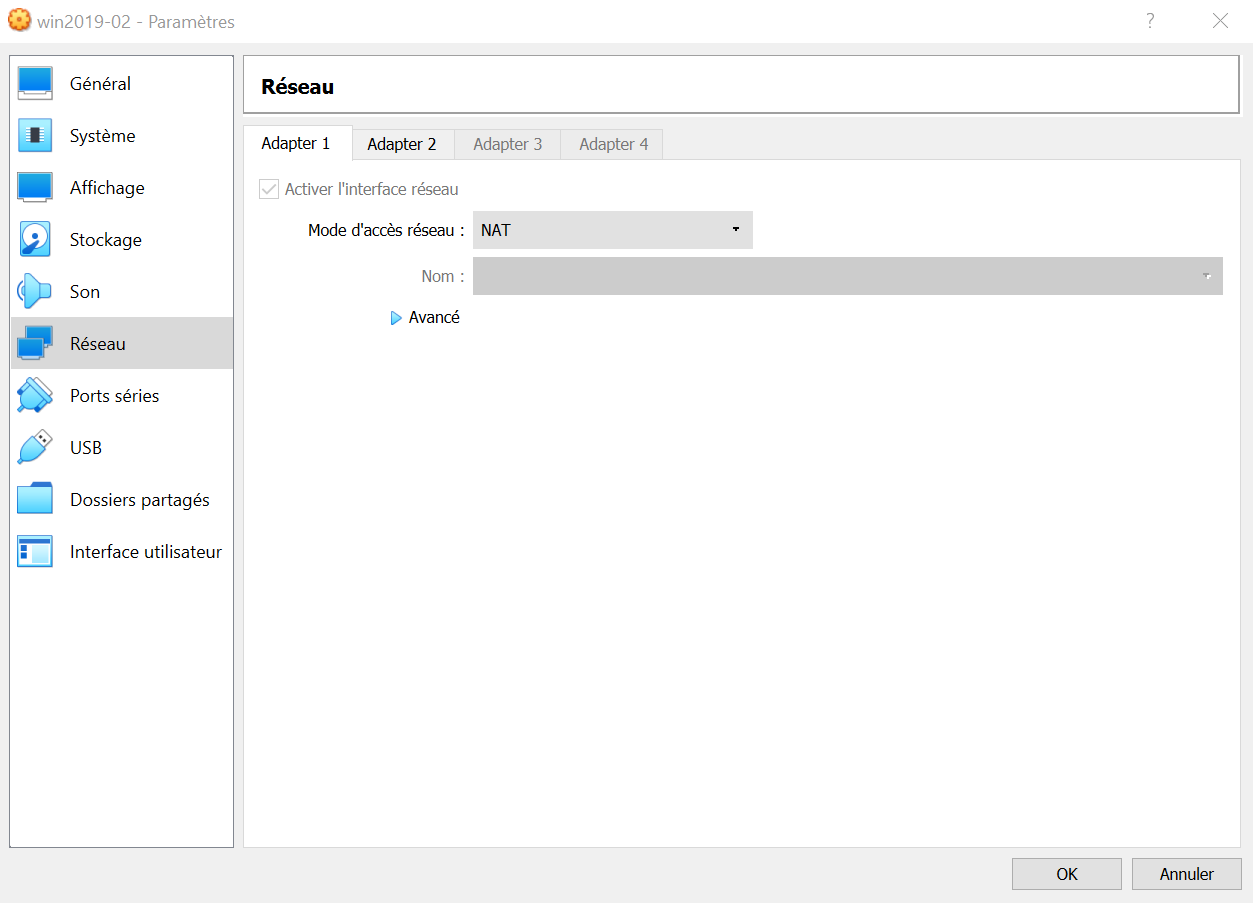 win2019-02 - Paramètres
?
Général
Système
Affichage
Stockage
Son
Réseau
Ports séries
USB
Dossiers partagés
Interface utilisateur
Réseau
Adapter 1
Adapter 2
Adapter 3
Adapter 4
Activer l'interface réseau
Mode d'accès réseau : NAT
Nom :
Avancé
OK
Annuler